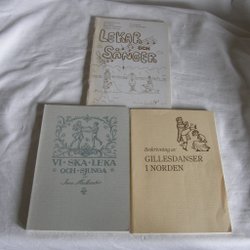 LEKAR
OCH
SÅNGER
VI·SKA·LEKA
OCH·SJUNGA
Beskrivning av
GILLESDANSER
I NORDEN